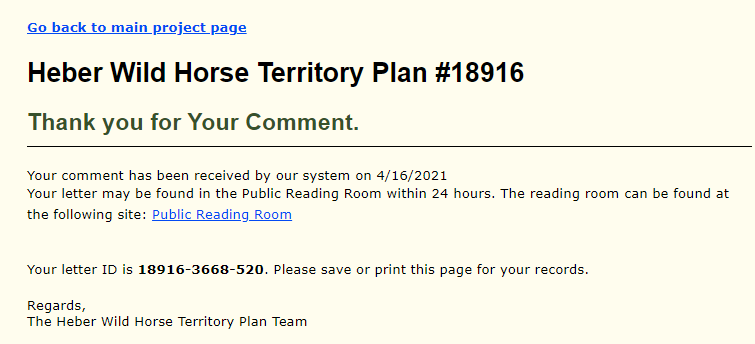 Go back to main project page
Heber Wild Horse Territory Plan #18916
Thank you for Your Comment.
Your comment has been received by our system on 4/16/2021
Your letter may be found in the Public Reading Room within 24 hours. The reading room can be found at
the following site: Public Reading Room
Your letter ID is 18916-3668-520. Please save or print this page for your records.
Regards,
The Heber Wild Horse Territory Plan Team